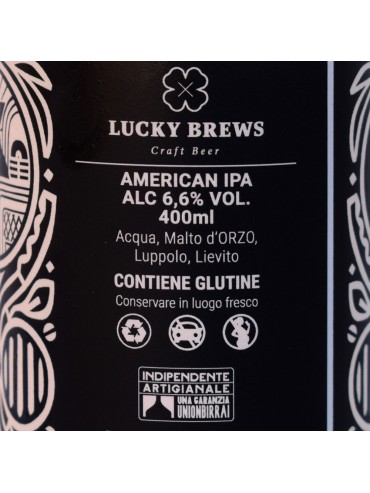 LUCKY BREWS
Craft Beer
AMERICAN IPA
ALC 6,6% VOL.
400ml
Acqua, Malto d'ORZO,
Luppolo, Lievito
CONTIENE GLUTINE
Conservare in luogo fresco
INDIPENDENTE
ARTIGIANALE
UNA GARANZIA
UNIONBIRRAI